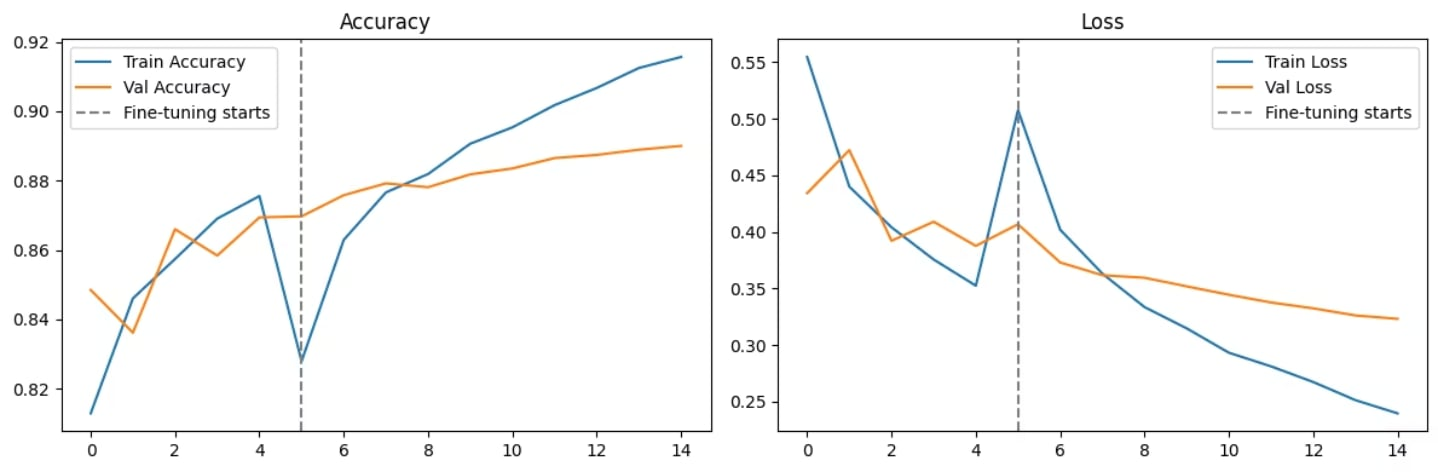 Accuracy
0.92
0.90
0.88
0.86
0.84
0.82
Train Accuracy
Val Accuracy
Fine-tuning starts
0 2 4 6 8 10 12 14
Loss
0.55
0.50
0.45
0.40
0.35
0.30
0.25
Train Loss
Val Loss
Fine-tuning starts
0 2 4 6 8 10 12 14